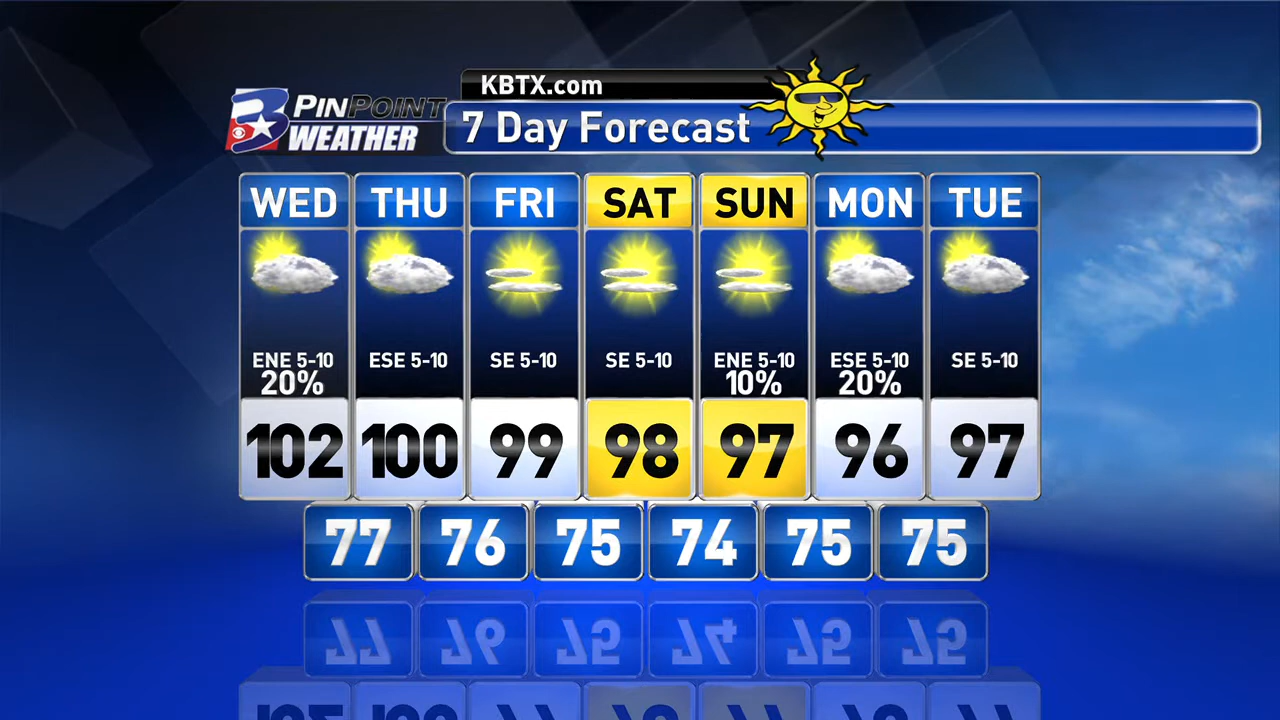 KBTX.com
3 PINPOINT WEATHER
7 Day Forecast
WED THU FRI SAT SUN MON TUE
ENE 5-10 ESE 5-10 SE 5-10 SE 5-10 ENE 5-10 ESE 5-10 SE 5-10
20% 10% 20%
102 100 99 98 97 96 97
77 76 75 74 75 75